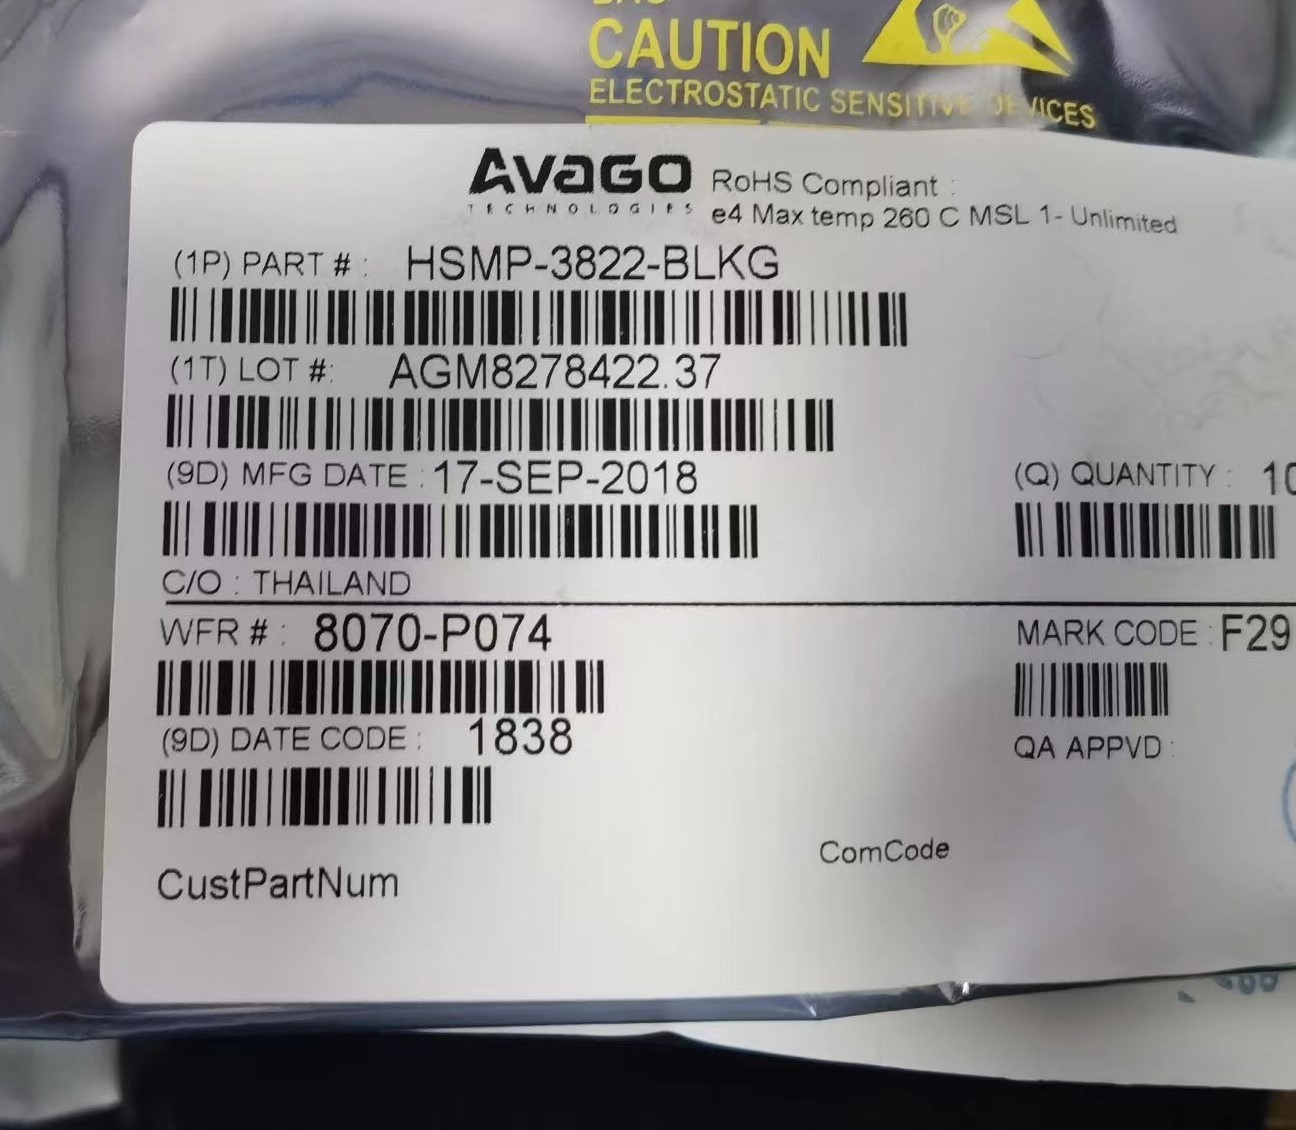 CAUTION
ELECTROSTATIC SENSITIVE DEVICES
AVAGO
TECHNOLOGIES
RoHS Compliant :
e4 Max temp 260 C MSL 1- Unlimited
(1P) PART # : HSMP-3822-BLKG
(1T) LOT #: AGM8278422.37
(9D) MFG DATE : 17-SEP-2018
(Q) QUANTITY : 10
C/O : THAILAND
WFR # : 8070-P074
MARK CODE : F29
(9D) DATE CODE : 1838
QA APPVD :
ComCode
CustPartNum